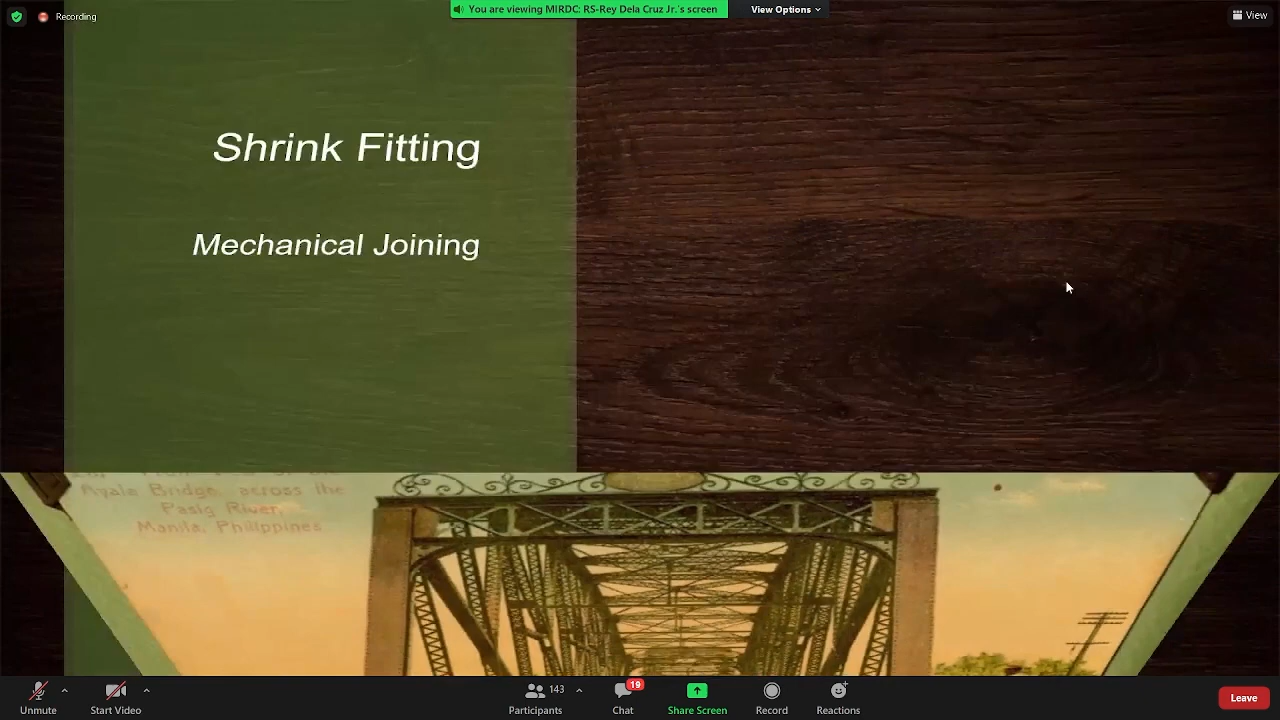 Recording
You are viewing MIRDC: RS-Rey Dela Cruz Jr.'s screen
View Options
View
Shrink Fitting
Mechanical Joining
Ayala Bridge, across the
Pasig River,
Manila, Philippines
Unmute
Start Video
143
Participants
19
Chat
Share Screen
Record
Reactions
Leave